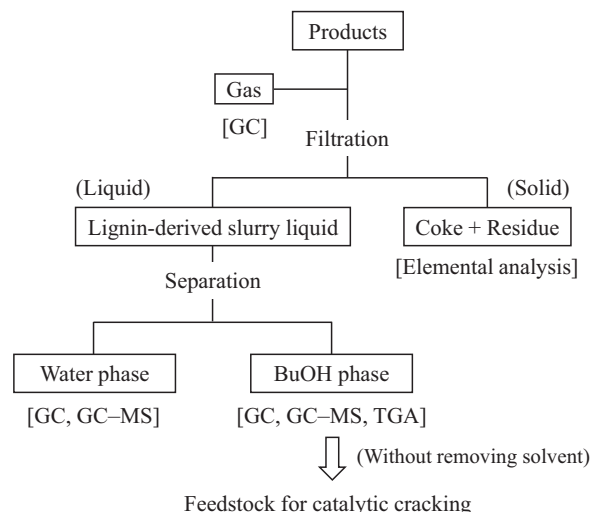 Products
Gas
[GC]
Filtration
(Liquid)
(Solid)
Lignin-derived slurry liquid
Coke + Residue
[Elemental analysis]
Separation
Water phase
BuOH phase
[GC, GC–MS]
[GC, GC–MS, TGA]
(Without removing solvent)
Feedstock for catalytic cracking